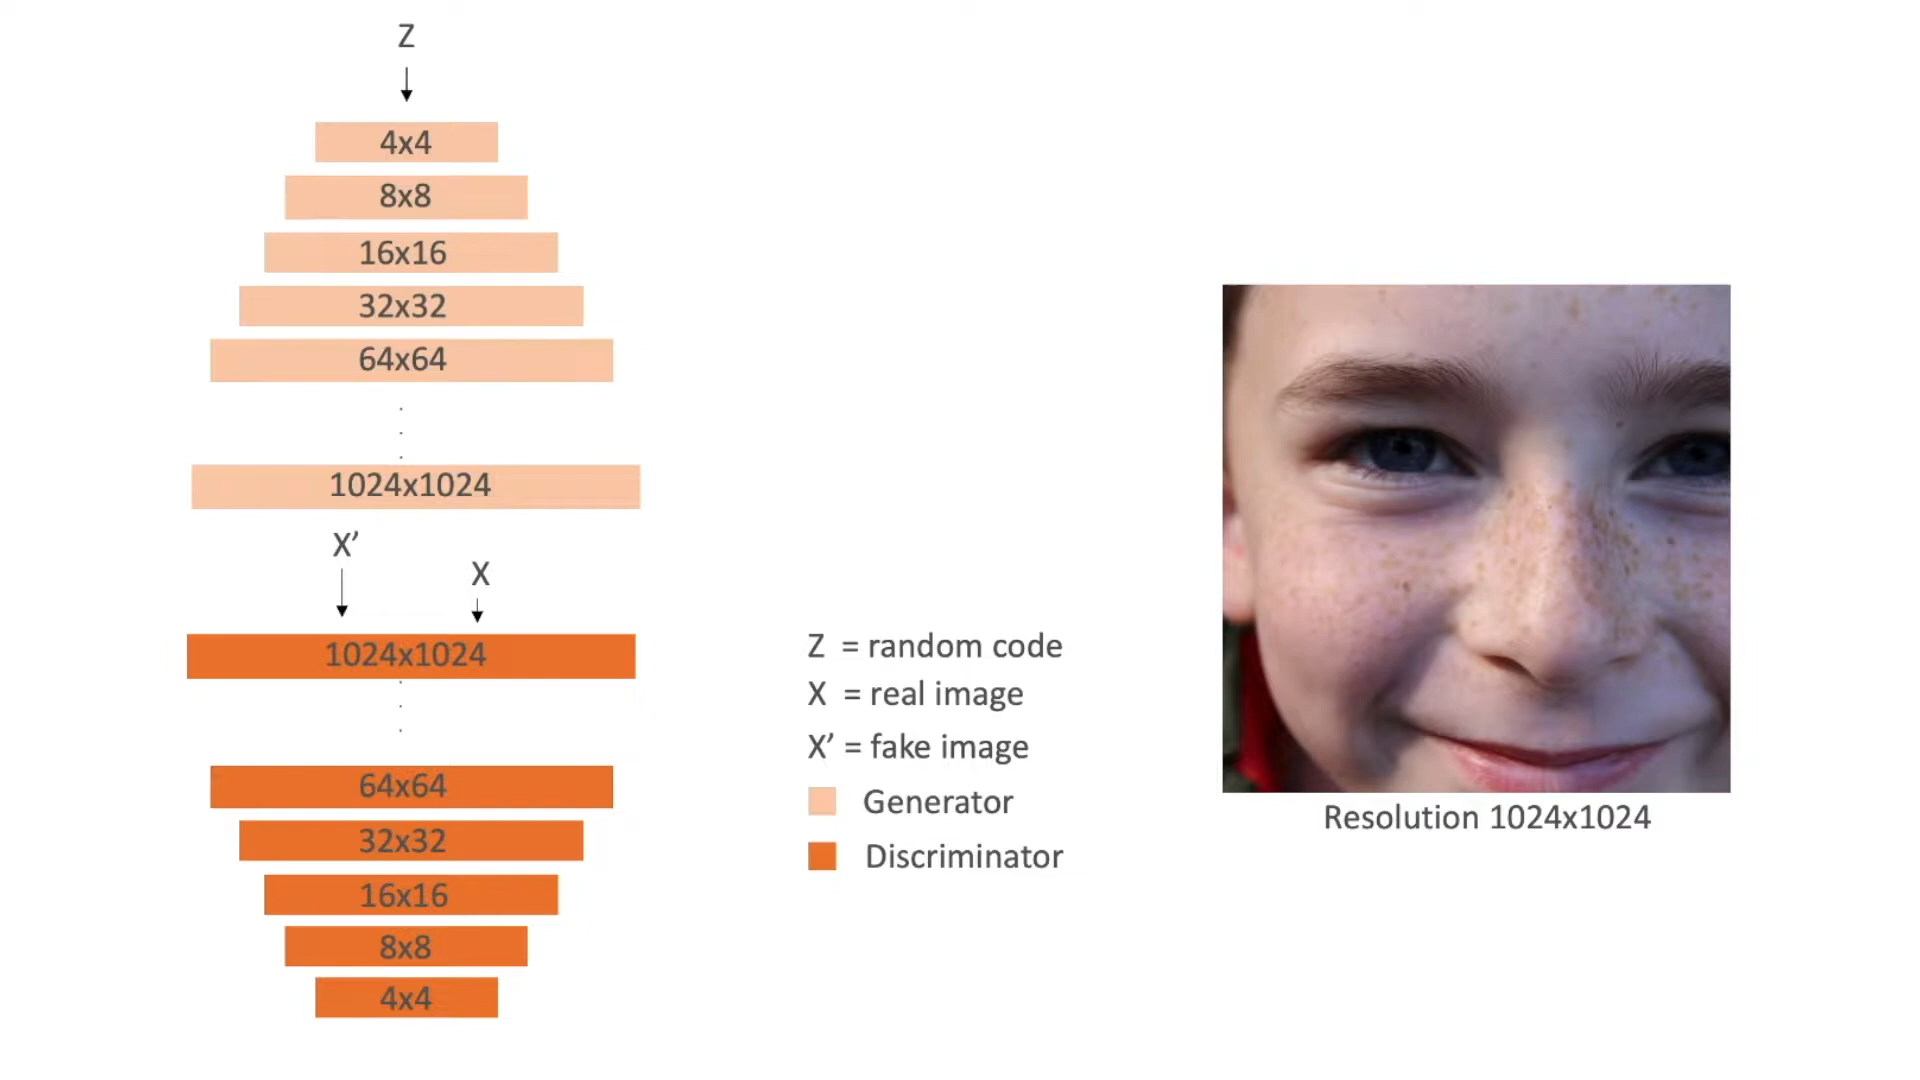 Z
4x4
8x8
16x16
32x32
64x64
1024x1024
X’
X
1024x1024
64x64
32x32
16x16
8x8
4x4
Z = random code
X = real image
X’ = fake image
Generator
Discriminator
Resolution 1024x1024